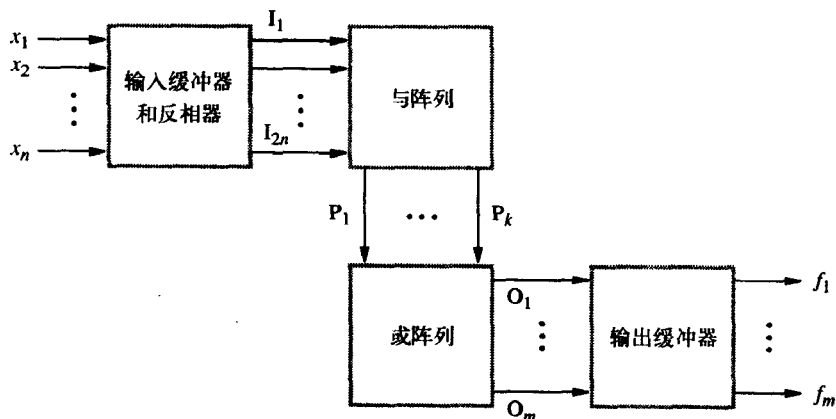 x₁
x₂
xₙ
输入缓冲器
和反相器
I₁
I₂ₙ
与阵列
P₁
Pₖ
或阵列
O₁
Oₘ
输出缓冲器
f₁
fₘ